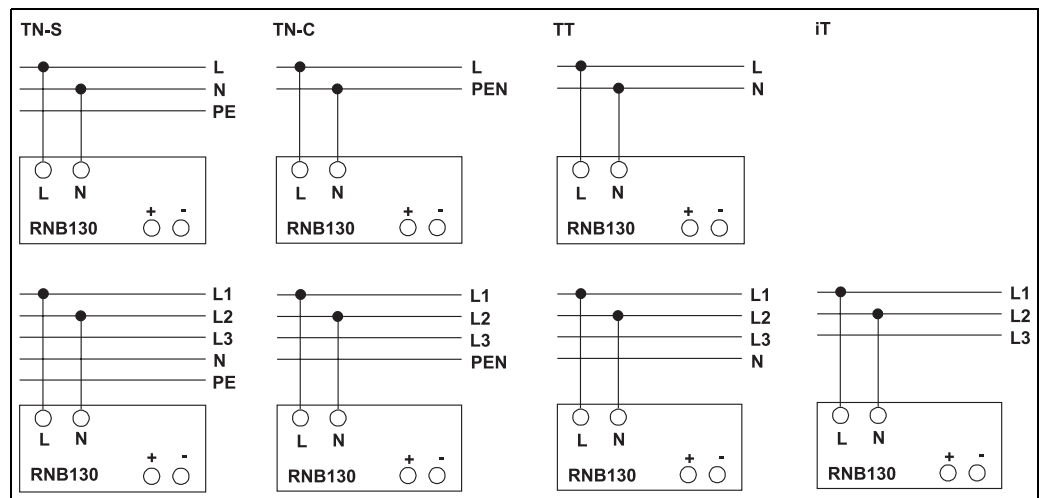 TN-S TN-C TT iT
L L L
N PEN N
PE
L N L N L N
+ - + - + -
RNB130 RNB130 RNB130
L1 L1 L1 L1
L2 L2 L2 L2
L3 L3 L3 L3
N PEN N
PE
L N L N L N L N
+ - + - + - + -
RNB130 RNB130 RNB130 RNB130